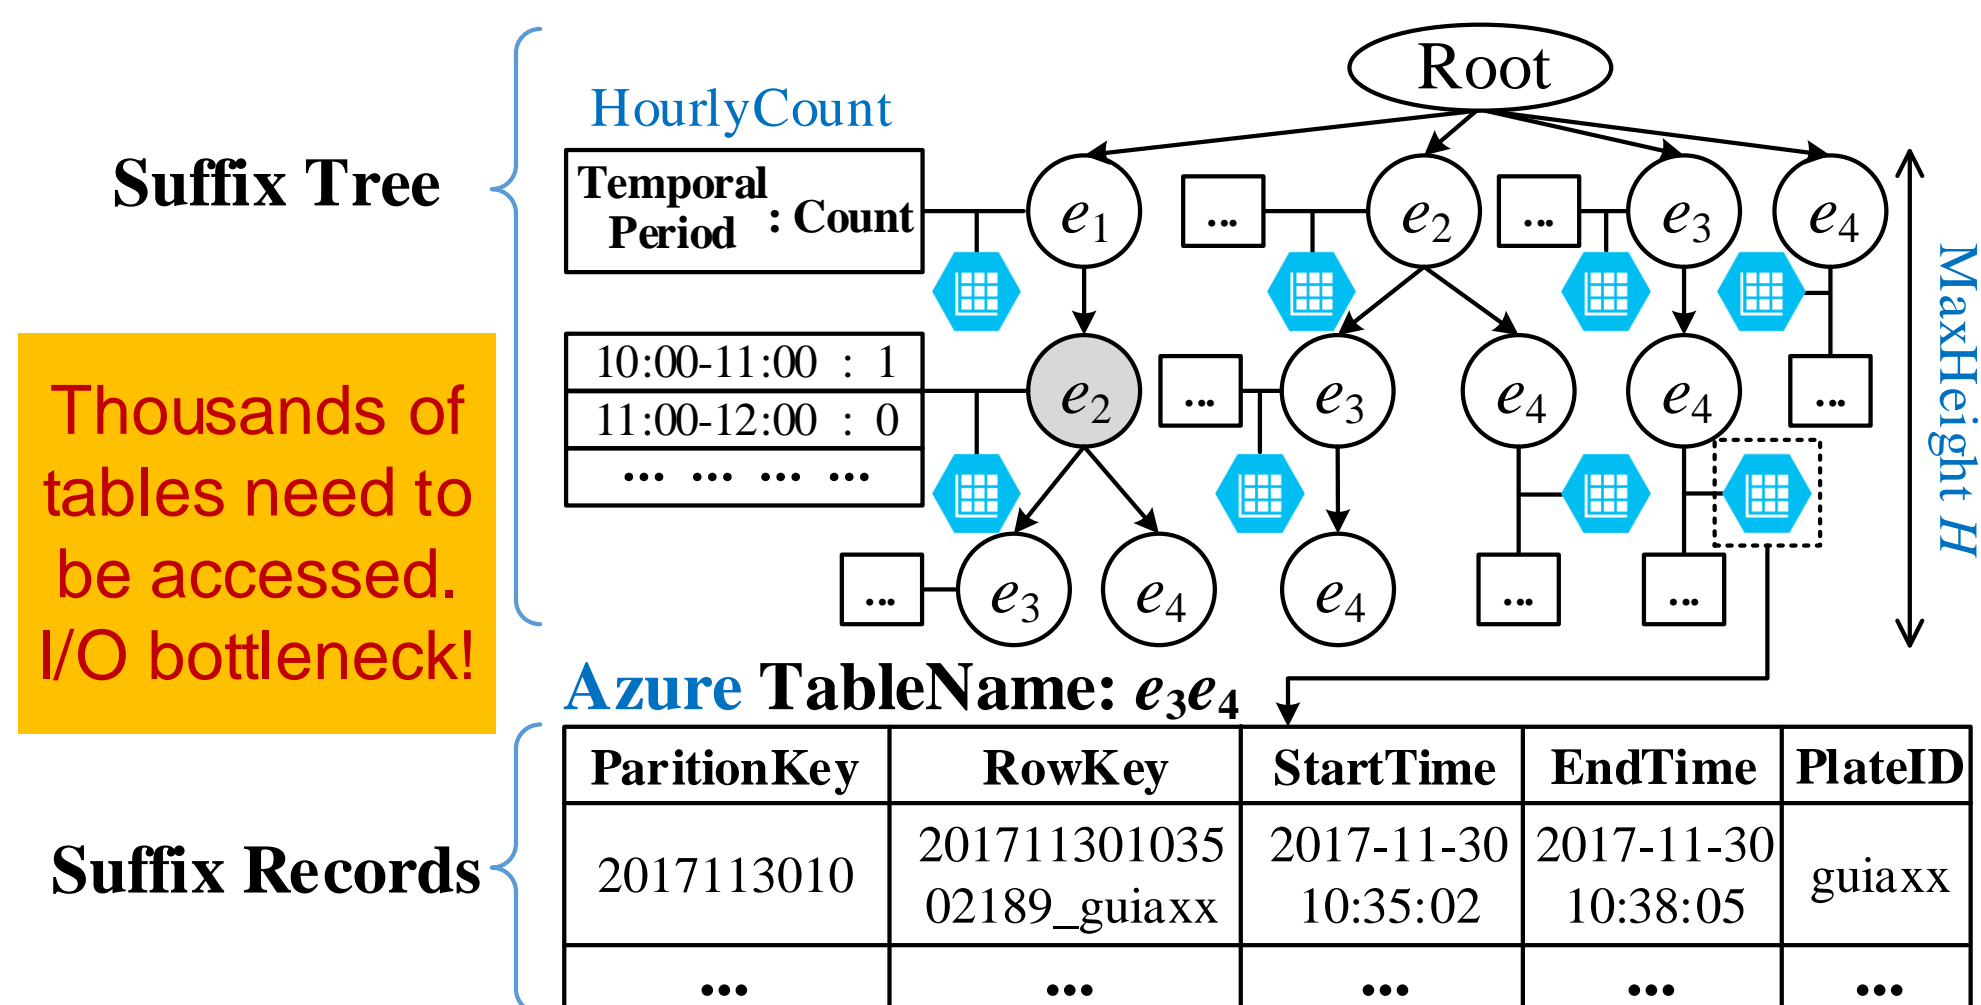 Root
HourlyCount
Suffix Tree
Temporal
Period : Count
e1
...
e2
...
e3
e4
MaxHeight H
10:00-11:00 : 1
11:00-12:00 : 0
... ... ... ...
e2
...
e3
e4
e4
...
Thousands of
tables need to
be accessed.
I/O bottleneck!
...
e3
e4
e4
...
...
Azure TableName: e3e4
Suffix Records
ParitionKey RowKey StartTime EndTime PlateID
2017113010 201711301035 2017-11-30 2017-11-30 guiaxx
02189_guiaxx 10:35:02 10:38:05
... ... ... ... ...